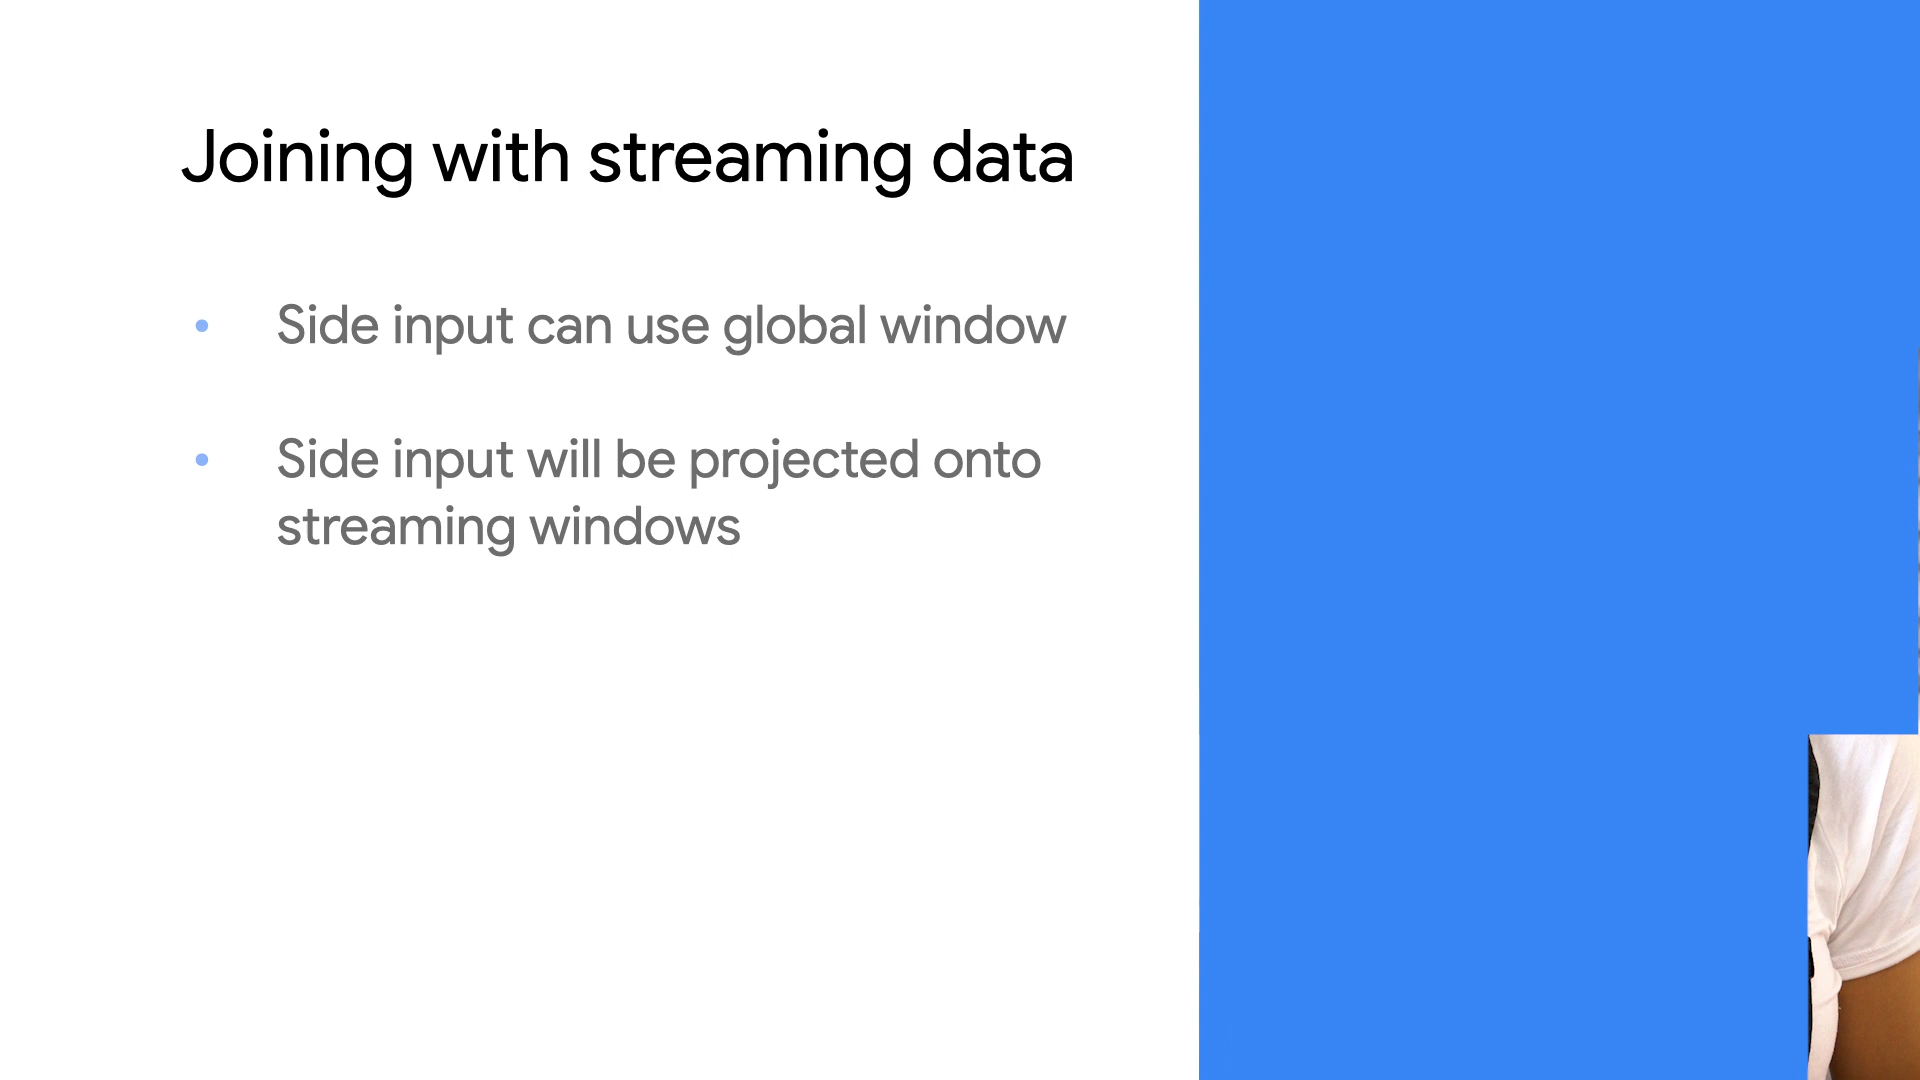 Joining with streaming data
• Side input can use global window
• Side input will be projected onto
streaming windows